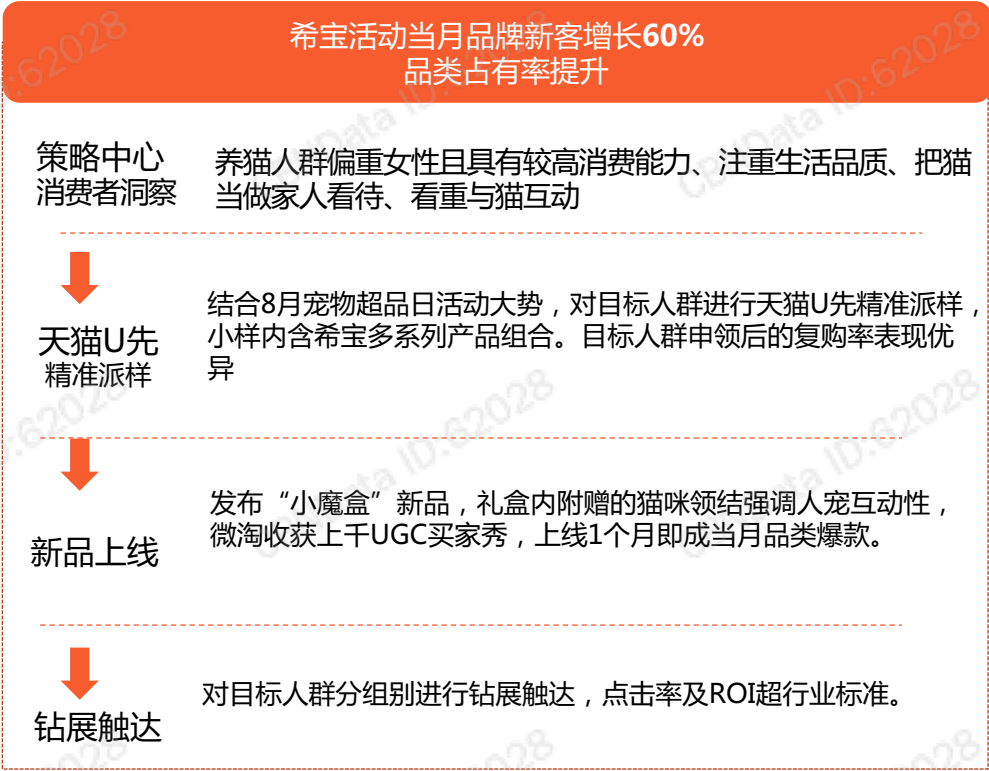 希宝活动当月品牌新客增长60%
品类占有率提升
策略中心
消费者洞察
养猫人群偏重女性且具有较高消费能力、注重生活品质、把猫
当做家人看待、看重与猫互动
天猫U先
精准派样
结合8月宠物超品日活动大势，对目标人群进行天猫U先精准派样，
小样内含希宝多系列产品组合。目标人群申领后的复购率表现优
异
新品上线
发布“小魔盒”新品，礼盒内附赠的猫咪领结强调人宠互动性，
微淘收获上千UGC买家秀，上线1个月即成当月品类爆款。
钻展触达
对目标人群分组别进行钻展触达，点击率及ROI超行业标准。
CBNData ID:62028